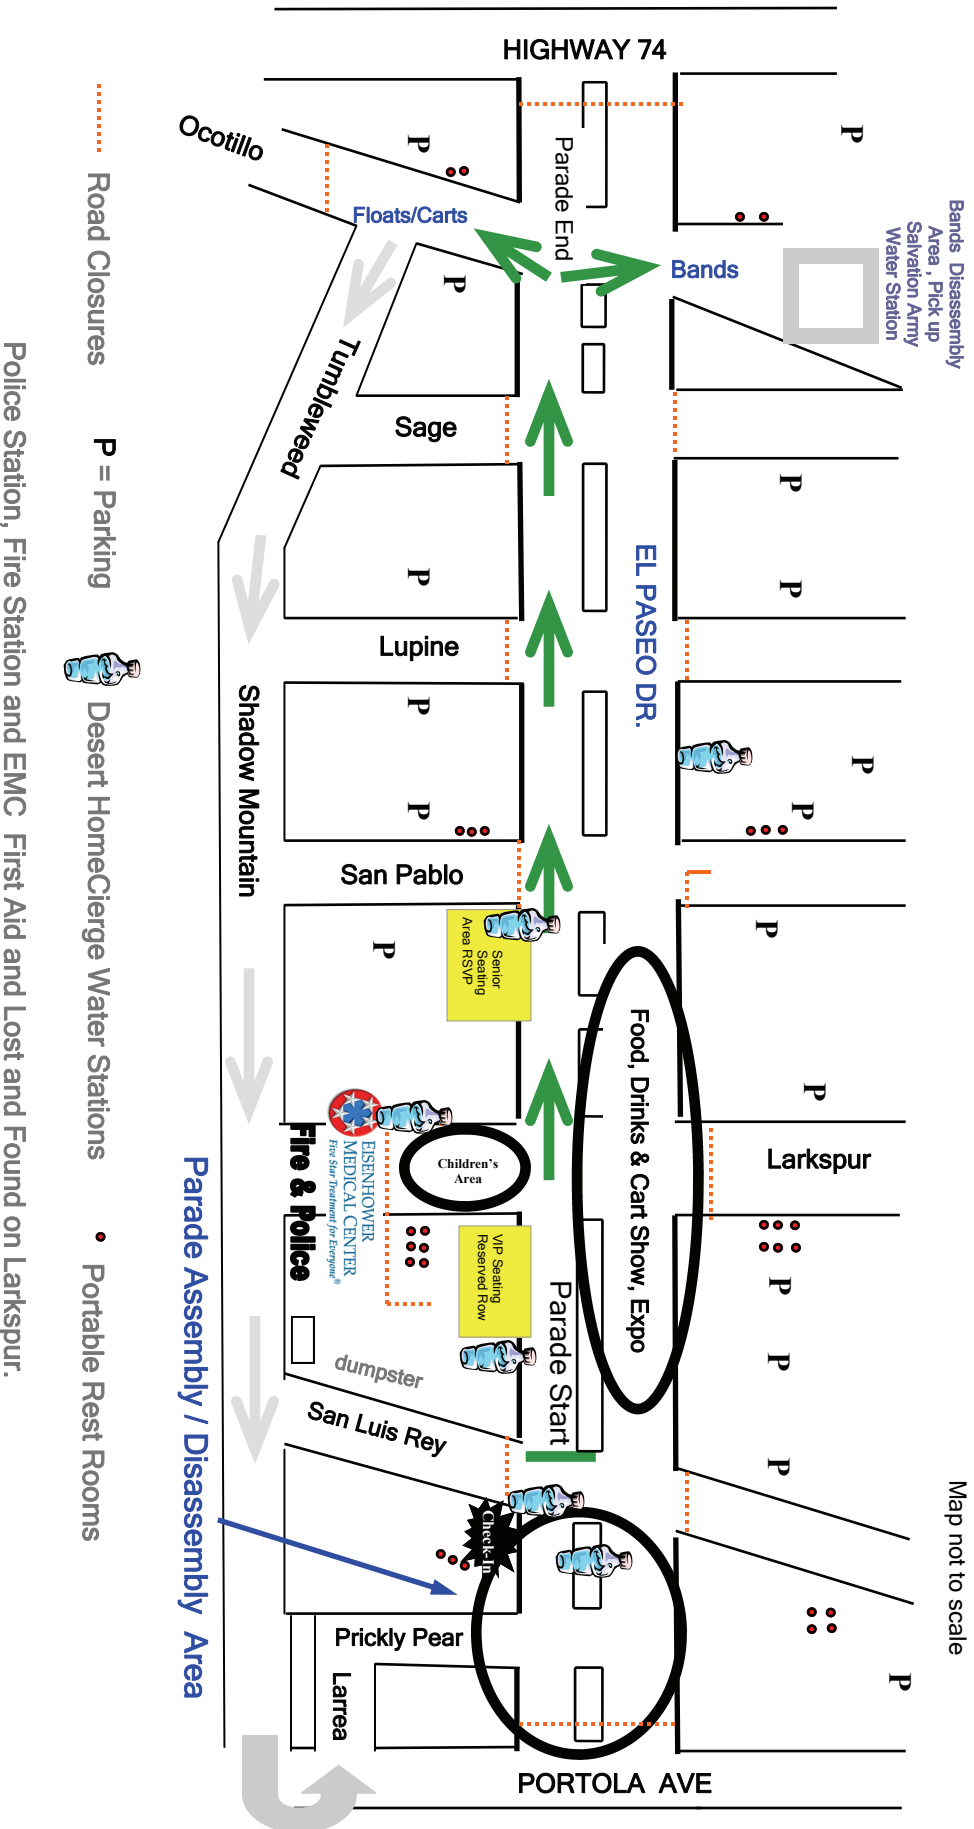 HIGHWAY 74
Ocotillo
P
P
Parade End
Floats/Carts
Bands
Bands Disassembly
Area , Pick up
Salvation Army
Water Station
P
Tumbleweed
Sage
P
P
P
EL PASEO DR.
Lupine
Shadow Mountain
P
P
P
P
San Pablo
Senior
Seating
Area RSVP
P
P
P
Food, Drinks & Cart Show, Expo
Children's
Area
Larkspur
EISENHOWER
MEDICAL CENTER
Five Star Treatment for Everyone®
Fire & Police
VIP Seating
Reserved Row
P
P
P
Parade Start
dumpster
San Luis Rey
Check-In
Prickly Pear
Larrea
P
PORTOLA AVE
Map not to scale
Parade Assembly / Disassembly Area
Road Closures
P = Parking
Desert HomeCierge Water Stations
Portable Rest Rooms
Police Station, Fire Station and EMC First Aid and Lost and Found on Larkspur.